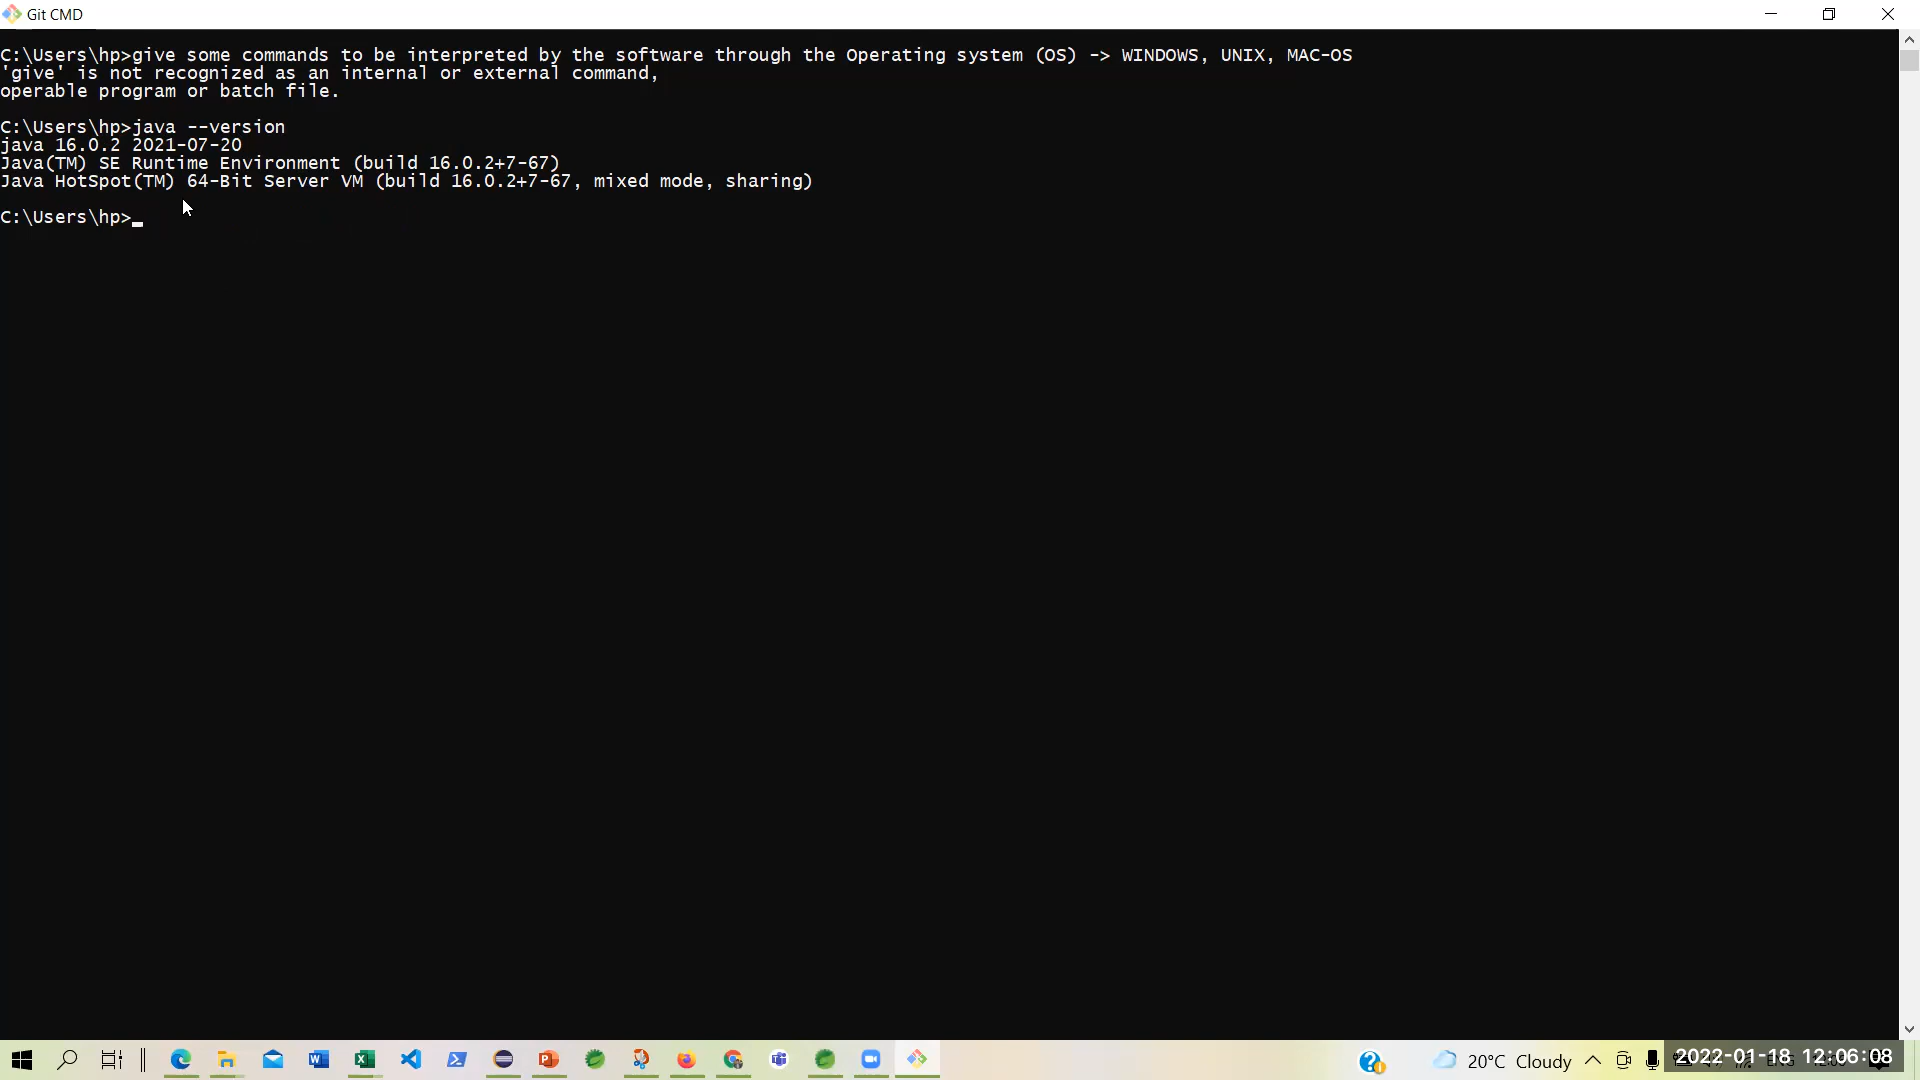 Git CMD
C:\Users\hp>give some commands to be interpreted by the software through the Operating system (OS) -> WINDOWS, UNIX, MAC-OS
'give' is not recognized as an internal or external command,
operable program or batch file.
C:\Users\hp>java --version
java 16.0.2 2021-07-20
Java(TM) SE Runtime Environment (build 16.0.2+7-67)
Java HotSpot(TM) 64-Bit Server VM (build 16.0.2+7-67, mixed mode, sharing)
C:\Users\hp>
20°C Cloudy
2022-01-18 12:06:08